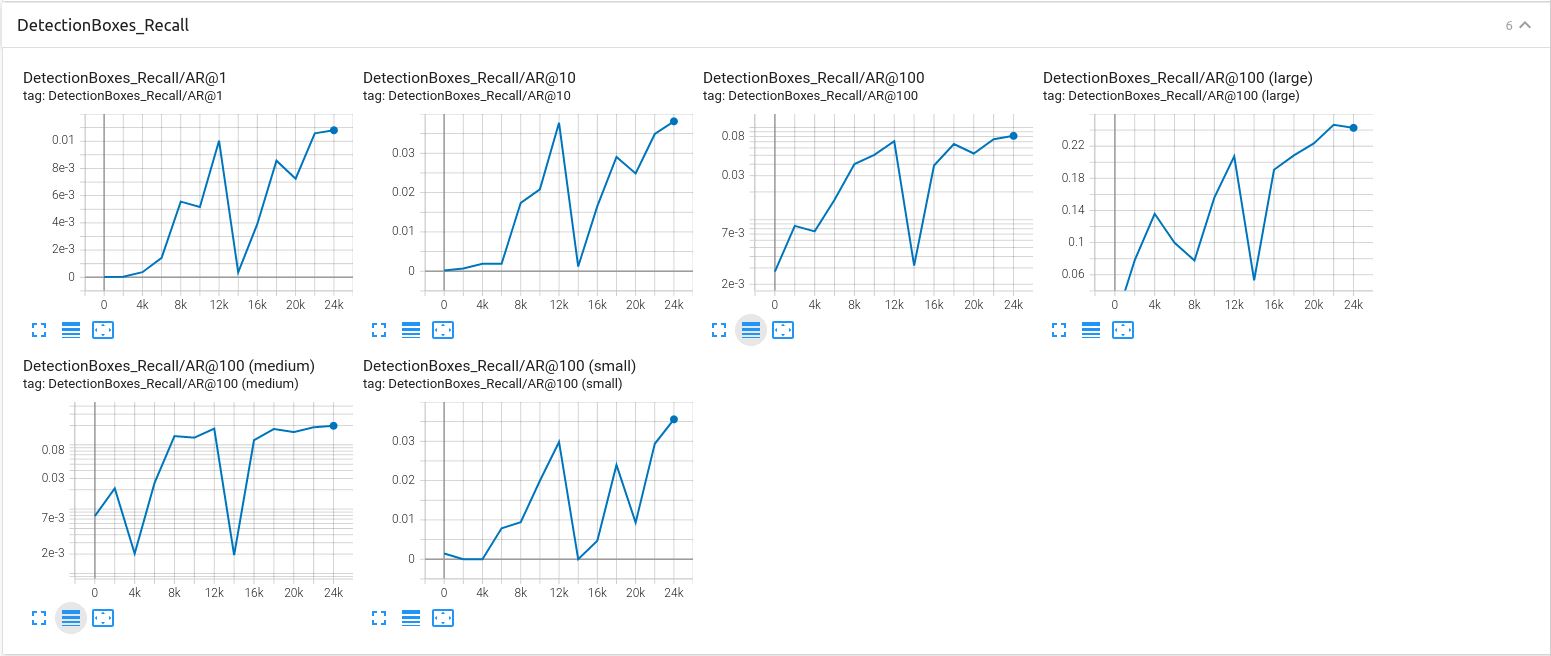 DetectionBoxes_Recall
6
DetectionBoxes_Recall/AR@1
tag: DetectionBoxes_Recall/AR@1
0.01
8e-3
6e-3
4e-3
2e-3
0
0 4k 8k 12k 16k 20k 24k
DetectionBoxes_Recall/AR@10
tag: DetectionBoxes_Recall/AR@10
0.03
0.02
0.01
0
0 4k 8k 12k 16k 20k 24k
DetectionBoxes_Recall/AR@100
tag: DetectionBoxes_Recall/AR@100
0.08
0.03
7e-3
2e-3
0 4k 8k 12k 16k 20k 24k
DetectionBoxes_Recall/AR@100 (large)
tag: DetectionBoxes_Recall/AR@100 (large)
0.22
0.18
0.14
0.1
0.06
0 4k 8k 12k 16k 20k 24k
DetectionBoxes_Recall/AR@100 (medium)
tag: DetectionBoxes_Recall/AR@100 (medium)
0.08
0.03
7e-3
2e-3
0 4k 8k 12k 16k 20k 24k
DetectionBoxes_Recall/AR@100 (small)
tag: DetectionBoxes_Recall/AR@100 (small)
0.03
0.02
0.01
0
0 4k 8k 12k 16k 20k 24k